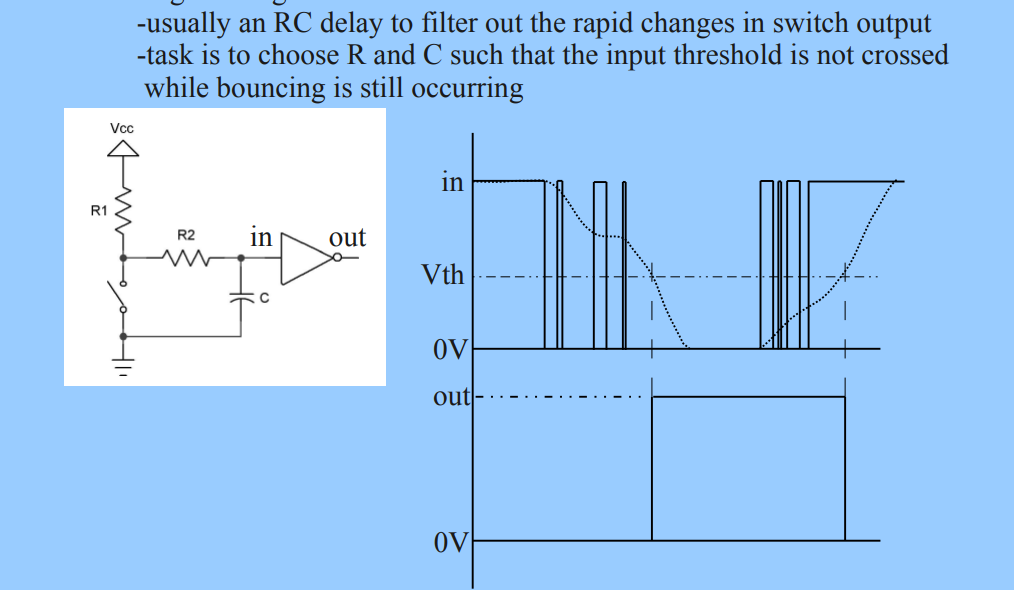 -usually an RC delay to filter out the rapid changes in switch output
-task is to choose R and C such that the input threshold is not crossed
while bouncing is still occurring
Vcc
R1
R2
in
out
C
in
Vth
0V
out
0V